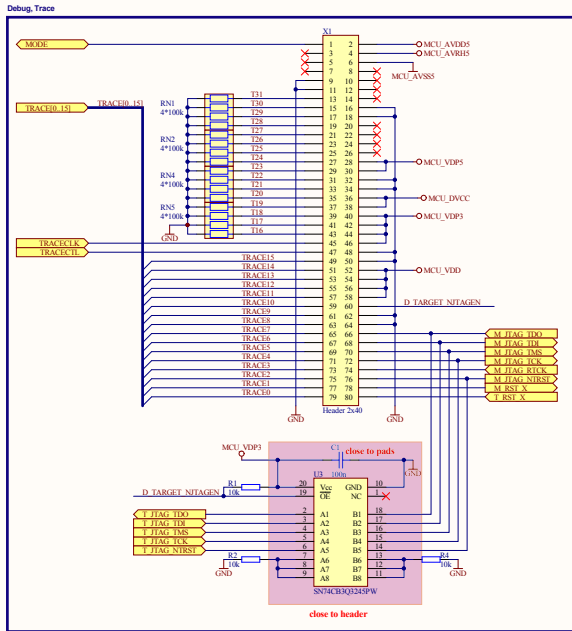 Debug, Trace
X1
MODE 1 2 MCU_AVDD5
3 4 MCU_AVRH5
5 6
7 8 MCU_AVSS5
9 10
11 12
T31 13 14
TRACE[0..15] TRACE[0..15] RN1 4*100k T30 15 16
T29 17 18
T28 19 20
T27 21 22
RN2 4*100k T26 23 24
T25 25 26
T24 27 28 MCU_VDP5
T23 29 30
RN4 4*100k T22 31 32
T21 33 34
T20 35 36 MCU_DVCC
T19 37 38
RN5 4*100k T18 39 40 MCU_VDP3
T17 41 42
GND T16 43 44
TRACECLK 45 46
TRACECTL 47 48
TRACE15 49 50
TRACE14 51 52 MCU_VDD
TRACE13 53 54
TRACE12 55 56
TRACE11 57 58
TRACE10 59 60 D_TARGET_NJTAGEN
TRACE9 61 62
TRACE8 63 64
TRACE7 65 66 M_JTAG_TDO
TRACE6 67 68 M_JTAG_TDI
TRACE5 69 70 M_JTAG_TMS
TRACE4 71 72 M_JTAG_TCK
TRACE3 73 74 M_JTAG_RTCK
TRACE2 75 76 M_JTAG_NTRST
TRACE1 77 78 M_RST_X
TRACE0 79 80 T_RST_X
GND Header 2x40 GND
MCU_VDP3 C1 close to pads
100n GND
U3
R1 10k 20 Vcc GND 10
D_TARGET_NJTAGEN 19 OE NC 1
T_JTAG_TDO 2 A1 B1 18
T_JTAG_TDI 3 A2 B2 17
T_JTAG_TMS 4 A3 B3 16
T_JTAG_TCK 5 A4 B4 15
T_JTAG_NTRST 6 A5 B5 14
R2 10k 7 A6 B6 13 R4 10k
8 A7 B7 12
GND 9 A8 B8 11 GND
SN74CB3Q3245PW
close to header